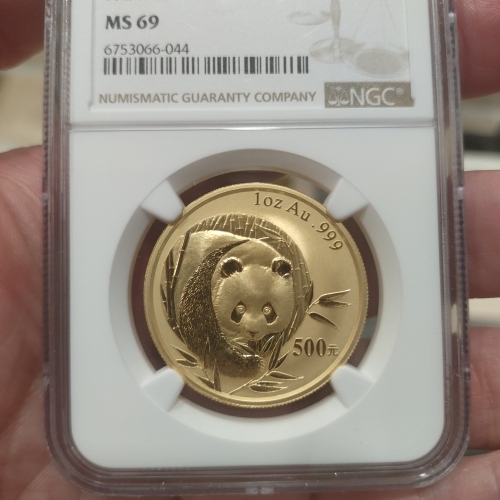 MS 69
6753066-044
NUMISMATIC GUARANTY COMPANY
NGC®
1oz Au .999
500元